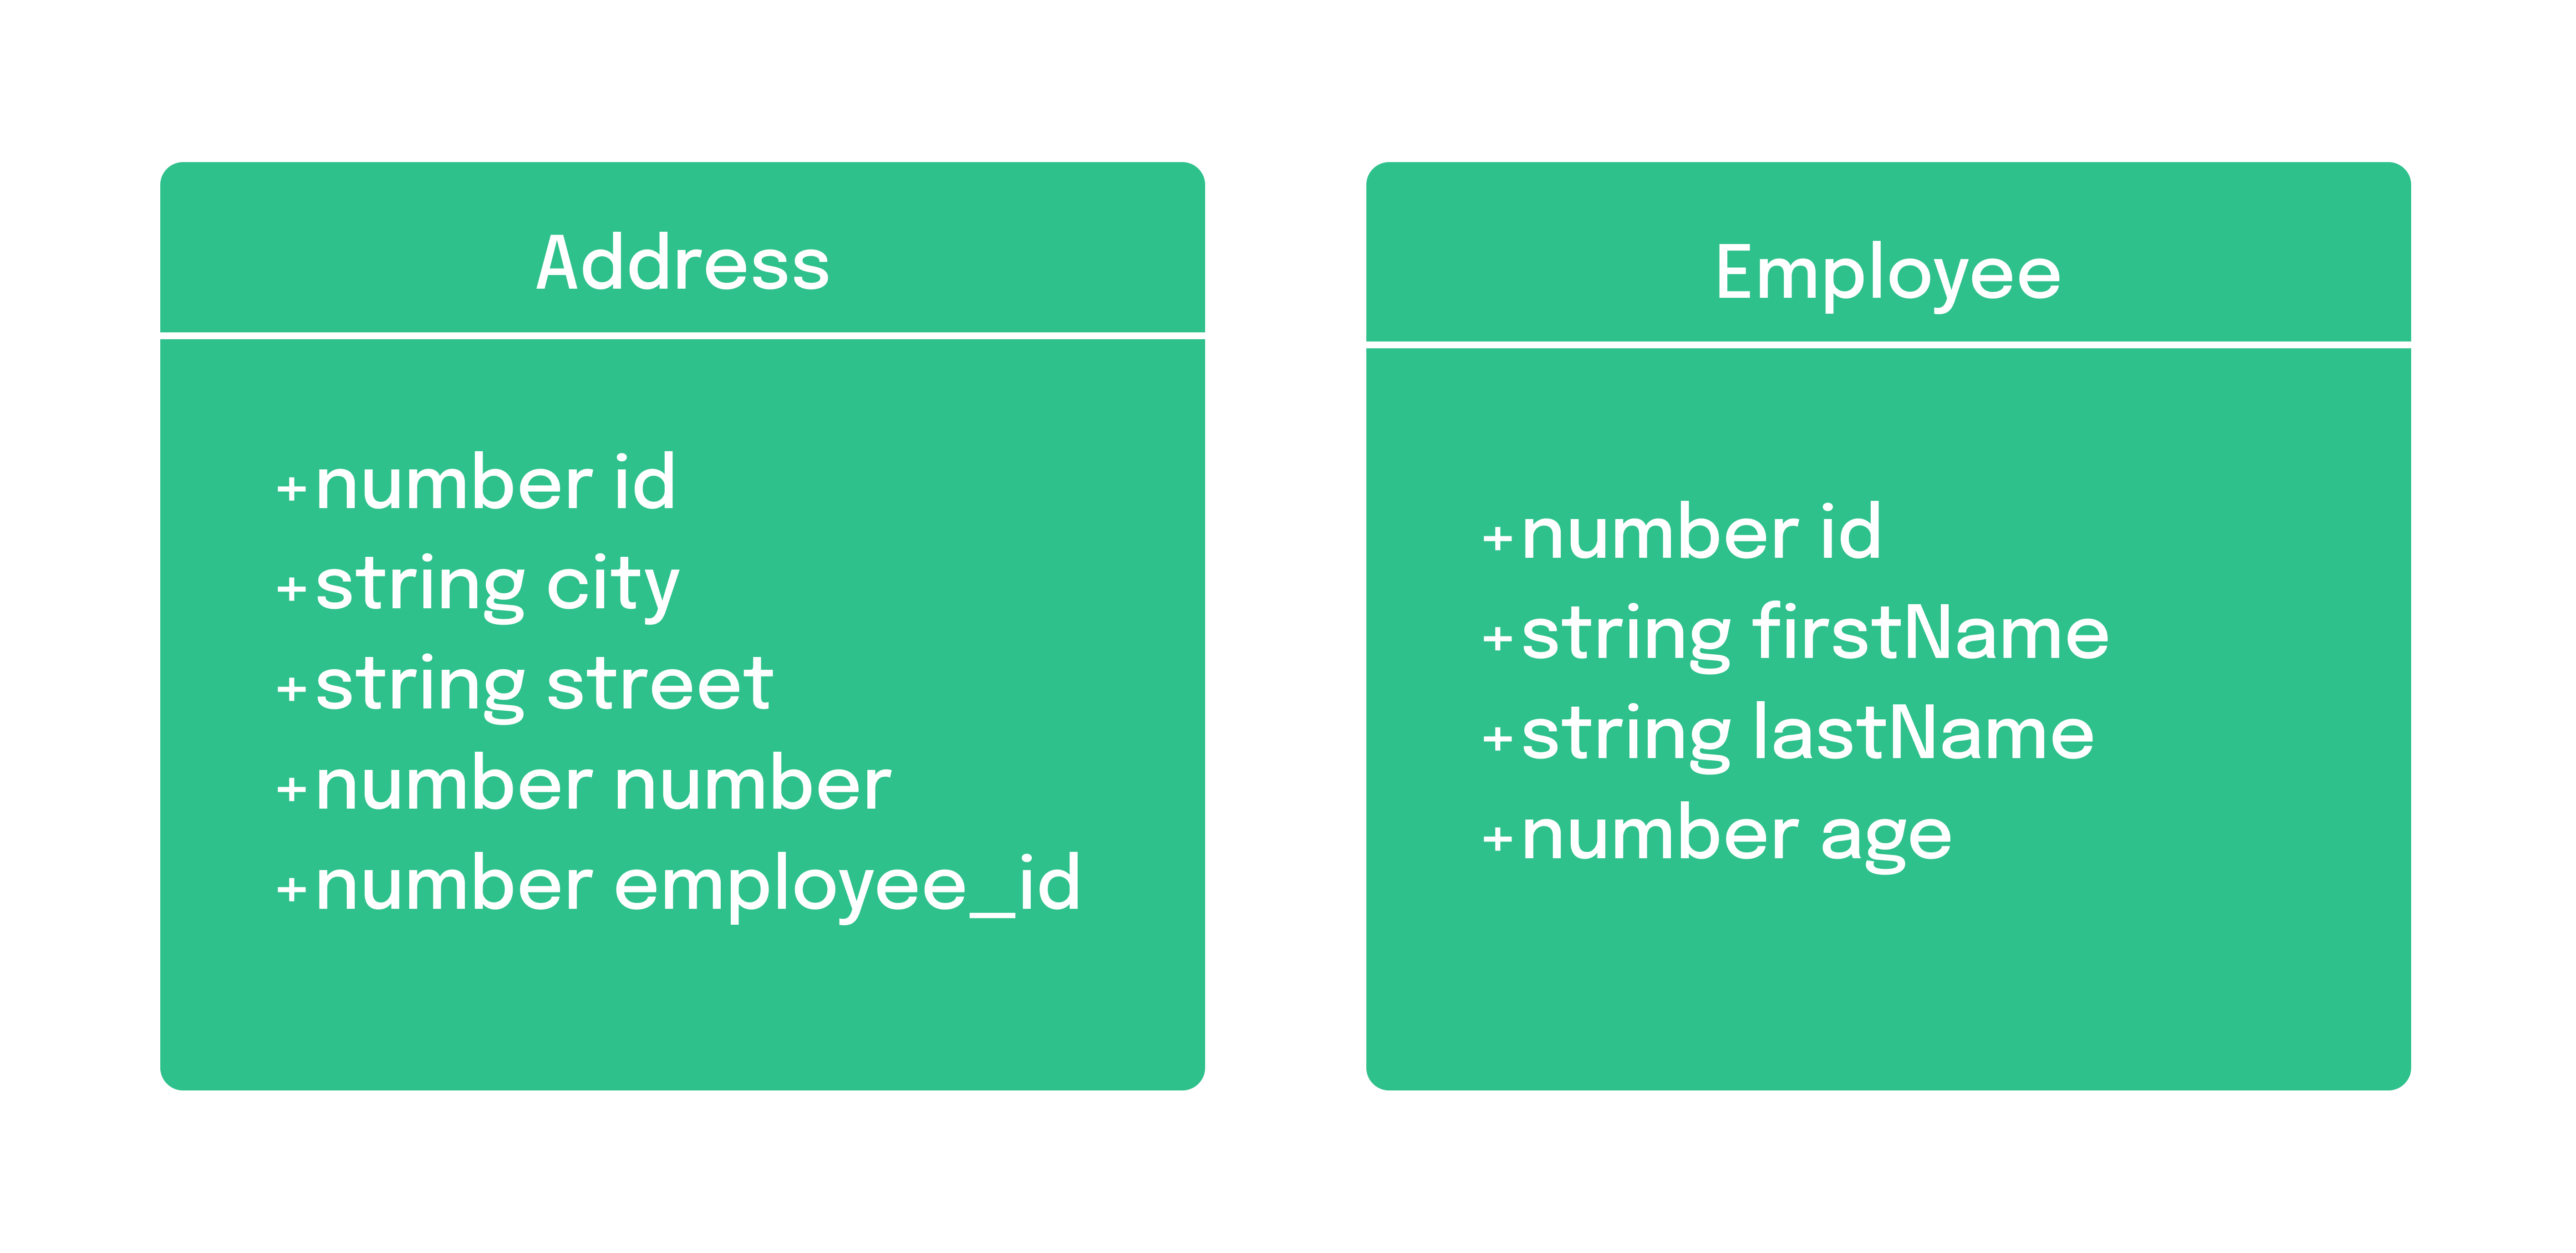 Address
+number id
+string city
+string street
+number number
+number employee_id
Employee
+number id
+string firstName
+string lastName
+number age